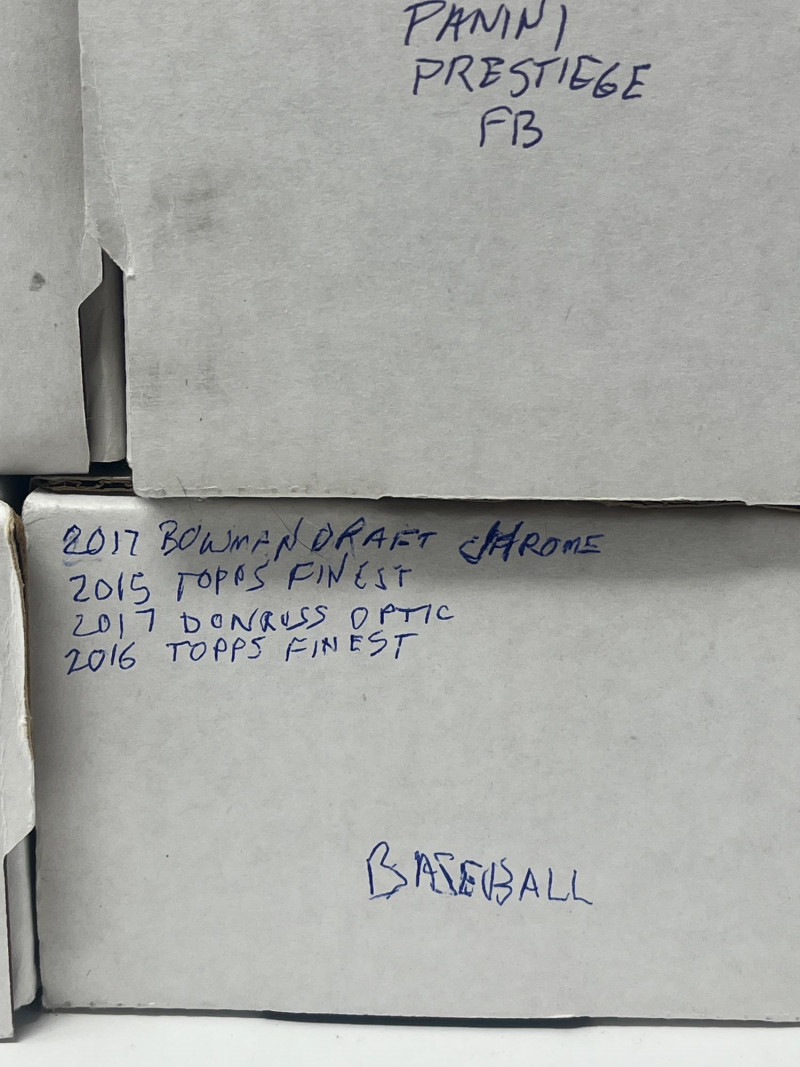 PANINI
PRESTIEGE
FB
2017 BOWMAN DRAFT CHROME
2015 TOPPS FINEST
2017 DONRUSS OPTIC
2016 TOPPS FINEST
BASEBALL